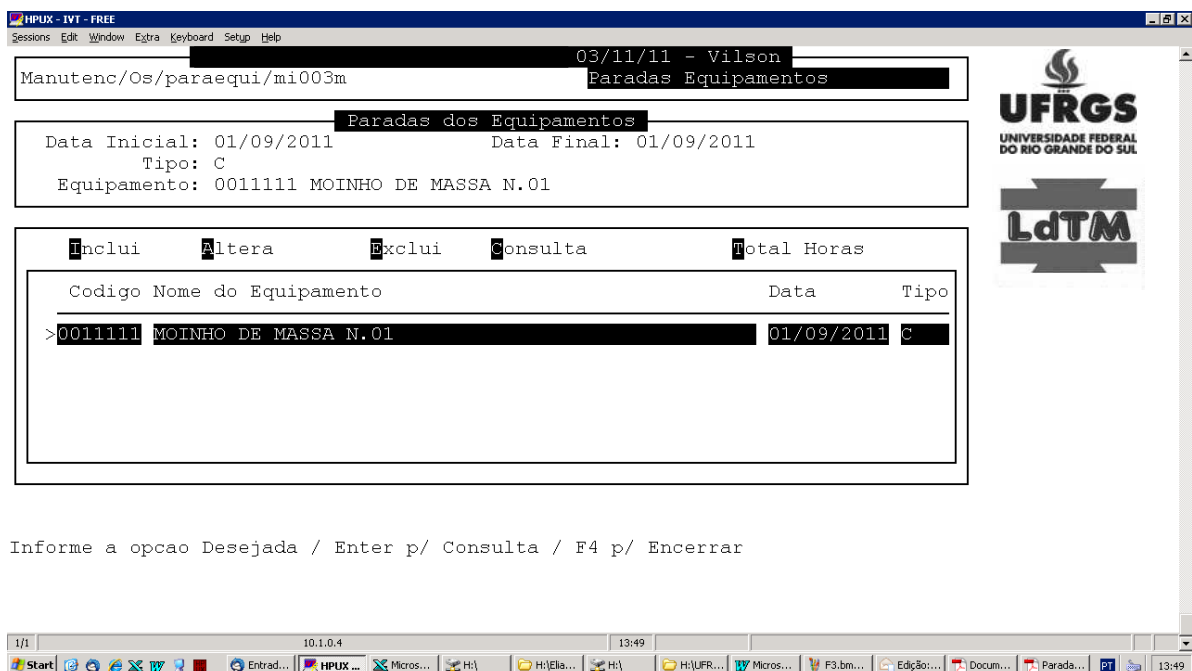 HPUX - IVT - FREE
Sessions Edit Window Extra Keyboard Setup Help
03/11/11 - Vilson
Manutenc/Os/paraequi/mi003m Paradas Equipamentos
Paradas dos Equipamentos
Data Inicial: 01/09/2011 Data Final: 01/09/2011
Tipo: C
Equipamento: 0011111 MOINHO DE MASSA N.01
Inclui Altera Exclui Consulta Total Horas
Codigo Nome do Equipamento Data Tipo
>0011111 MOINHO DE MASSA N.01 01/09/2011 C
Informe a opcao Desejada / Enter p/ Consulta / F4 p/ Encerrar
UFRGS
UNIVERSIDADE FEDERAL
DO RIO GRANDE DO SUL
LdTM
1/1 10.1.0.4 13:49
Start Entrad... HPUX ... Micros... H:\ H:\Elia... H:\ H:\UFR... Micros... F3.bm... Edição:... Docum... Parada... PT 13:49